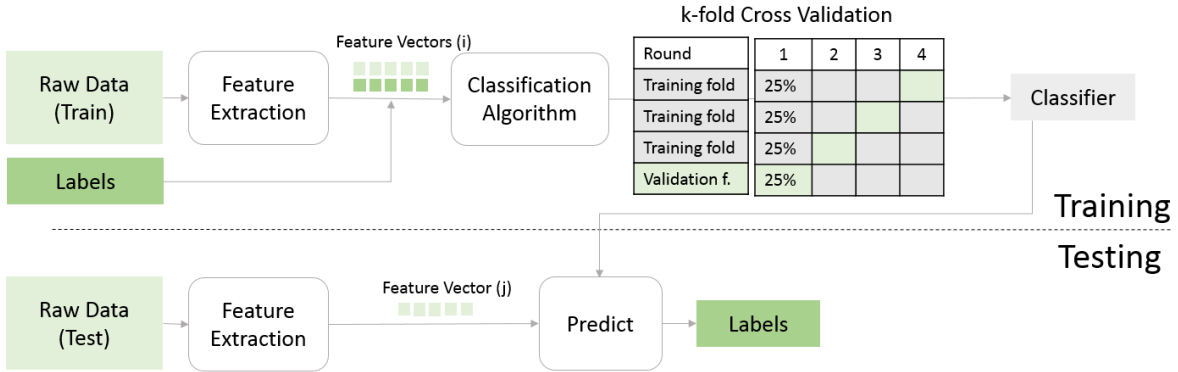 k-fold Cross Validation
Raw Data
(Train)
Feature
Extraction
Feature Vectors (i)
Classification
Algorithm
Round 1 2 3 4
Training fold 25%
Training fold 25%
Training fold 25%
Validation f. 25%
Classifier
Labels
Training
Testing
Raw Data
(Test)
Feature
Extraction
Feature Vector (j)
Predict
Labels